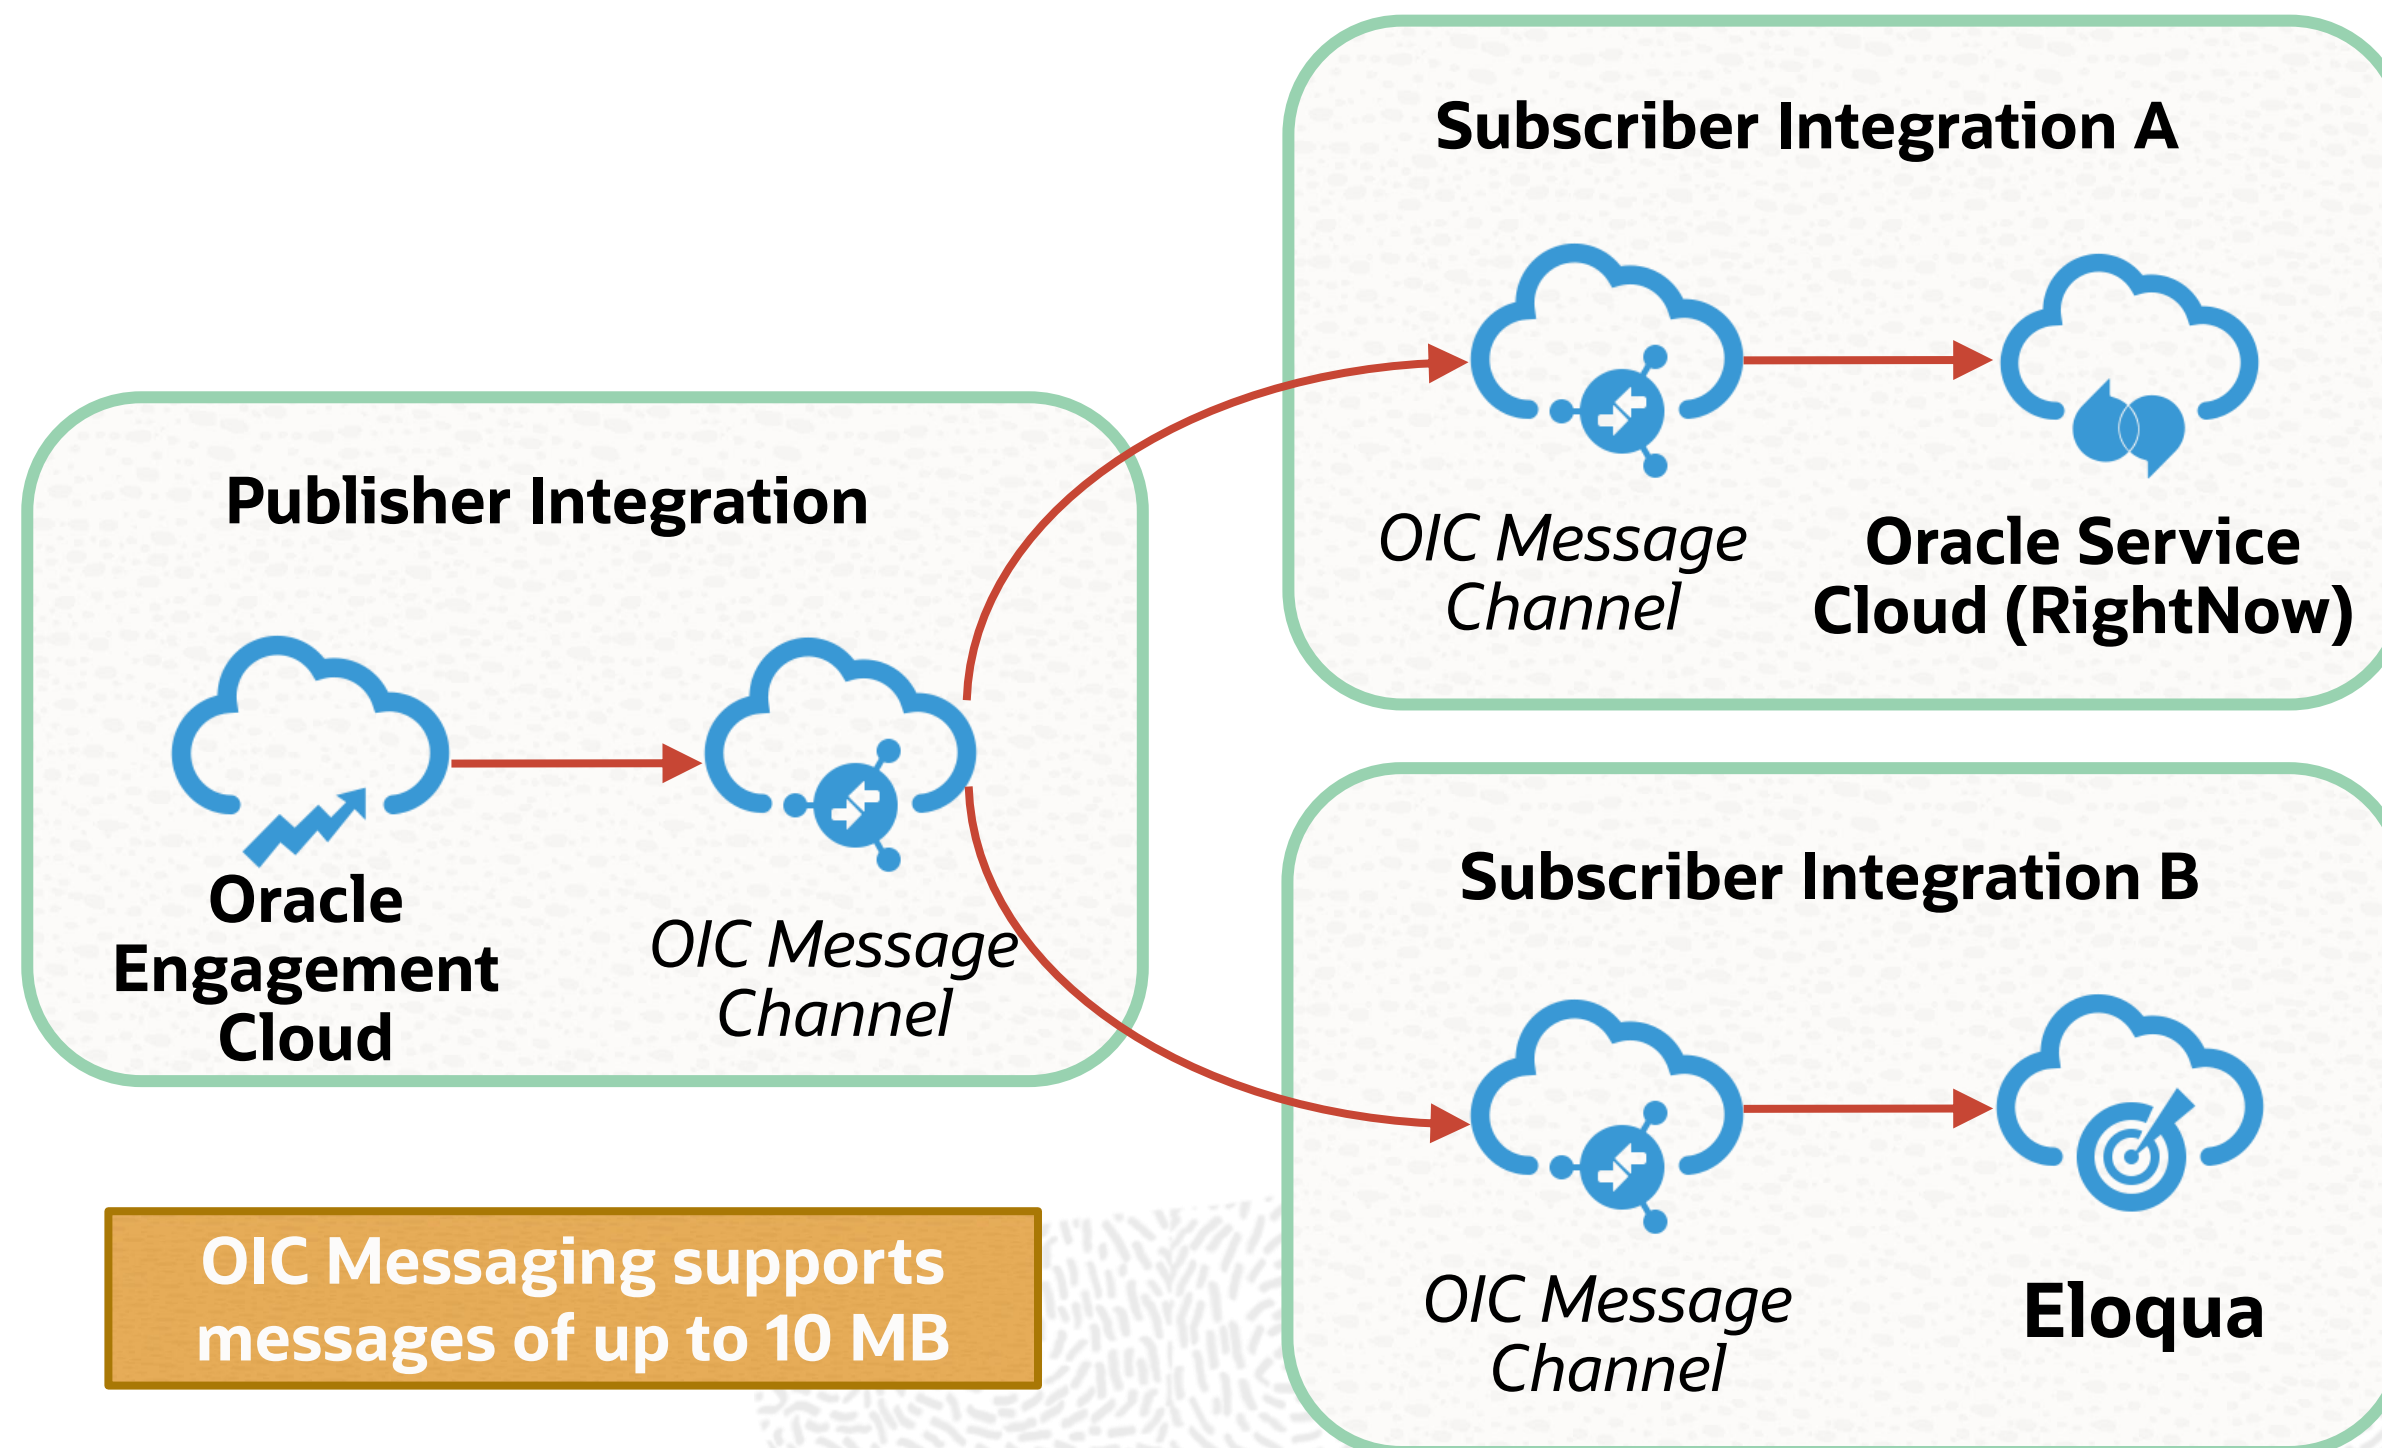 Publisher Integration
Oracle
Engagement
Cloud
OIC Message
Channel
Subscriber Integration A
OIC Message
Channel
Oracle Service
Cloud (RightNow)
Subscriber Integration B
OIC Message
Channel
Eloqua
OIC Messaging supports
messages of up to 10 MB